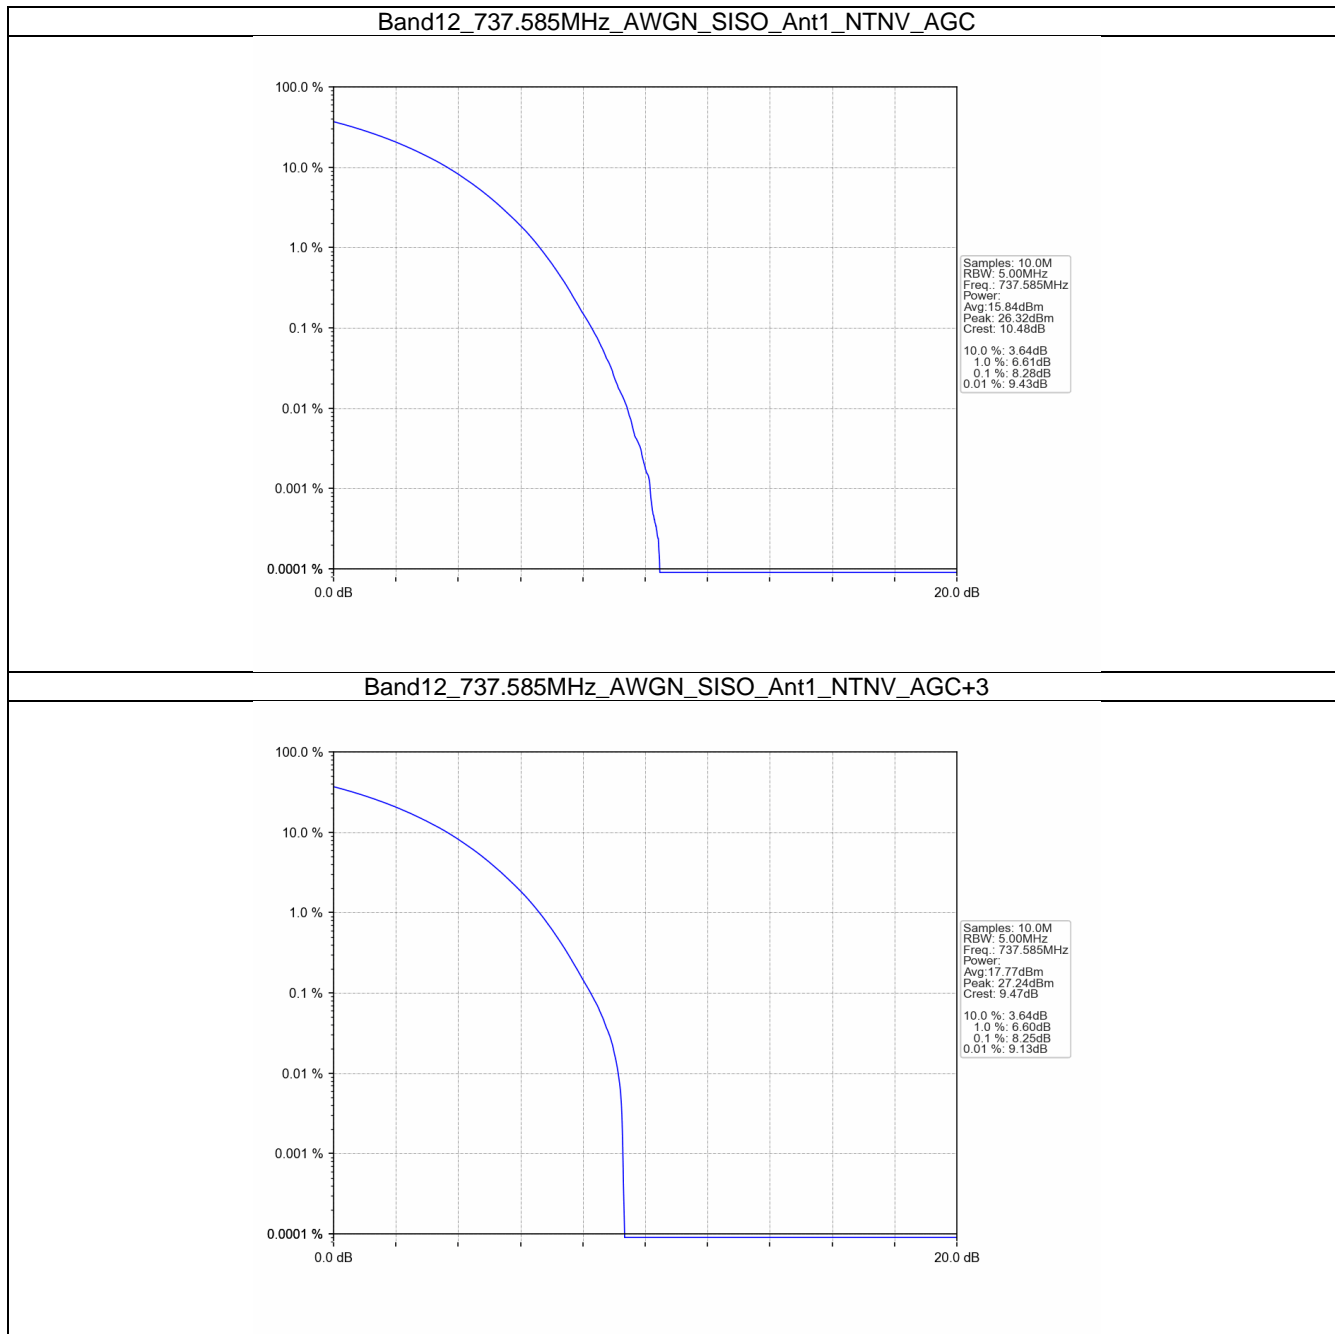 Band12_737.585MHz_AWGN_SISO_Ant1_NTNV_AGC
100.0 %
10.0 %
1.0 %
0.1 %
0.01 %
0.001 %
0.0001 %
0.0 dB
20.0 dB
Samples: 10.0M
RBW: 5.00MHz
Freq.: 737.585MHz
Power:
Avg:15.84dBm
Peak: 26.32dBm
Crest: 10.48dB
10.0 %: 3.64dB
1.0 %: 6.61dB
0.1 %: 8.28dB
0.01 %: 9.43dB
Band12_737.585MHz_AWGN_SISO_Ant1_NTNV_AGC+3
100.0 %
10.0 %
1.0 %
0.1 %
0.01 %
0.001 %
0.0001 %
0.0 dB
20.0 dB
Samples: 10.0M
RBW: 5.00MHz
Freq.: 737.585MHz
Power:
Avg:17.77dBm
Peak: 27.24dBm
Crest: 9.47dB
10.0 %: 3.64dB
1.0 %: 6.60dB
0.1 %: 8.25dB
0.01 %: 9.13dB